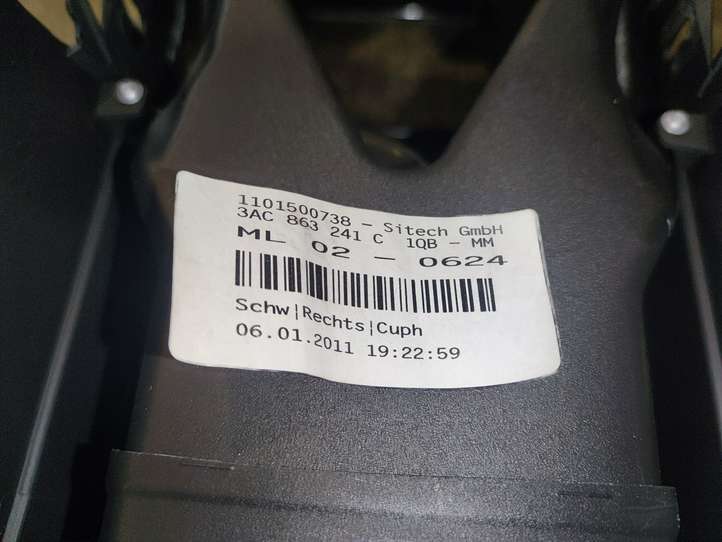 1101500738 - Sitech GmbH
3AC 863 241 C 1QB - MM
ML 02 - 0624
Schw|Rechts|Cuph
06.01.2011 19:22:59